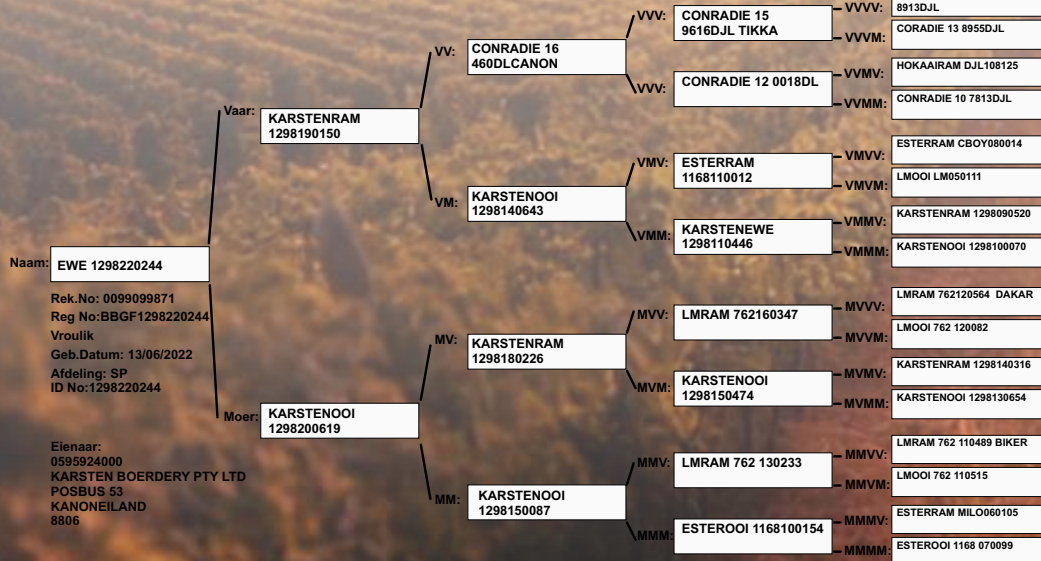 Naam:
EWE 1298220244
Rek.No: 0099099871
Reg No:BBGF1298220244
Vroulik
Geb.Datum: 13/06/2022
Afdeling: SP
ID No:1298220244
Eienaar:
0595924000
KARSTEN BOERDERY PTY LTD
POSBUS 53
KANONEILAND
8806
Vaar:
KARSTENRAM
1298190150
Moer:
KARSTENOOI
1298200619
VV:
CONRADIE 16
460DLCANON
VM:
KARSTENOOI
1298140643
MV:
KARSTENRAM
1298180226
MM:
KARSTENOOI
1298150087
VVV:
CONRADIE 15
9616DJL TIKKA
VVV:
CONRADIE 12 0018DL
VMV:
ESTERRAM
1168110012
VMM:
KARSTENEWE
1298110446
MVV:
LMRAM 762160347
MVM:
KARSTENOOI
1298150474
MMV:
LMRAM 762 130233
MMM:
ESTEROOI 1168100154
VVVV:
8913DJL
VVVM:
CORADIE 13 8955DJL
VVMV:
HOKAAIRAM DJL108125
VVMM:
CONRADIE 10 7813DJL
VMVV:
ESTERRAM CBOY080014
VMVM:
LMOOI LM050111
VMMV:
KARSTENRAM 1298090520
VMMM:
KARSTENOOI 1298100070
MVVV:
LMRAM 762120564 DAKAR
MVVM:
LMOOI 762 120082
MVMV:
KARSTENRAM 1298140316
MVMM:
KARSTENOOI 1298130654
MMVV:
LMRAM 762 110489 BIKER
MMVM:
LMOOI 762 110515
MMMV:
ESTERRAM MILO060105
MMMM:
ESTEROOI 1168 070099